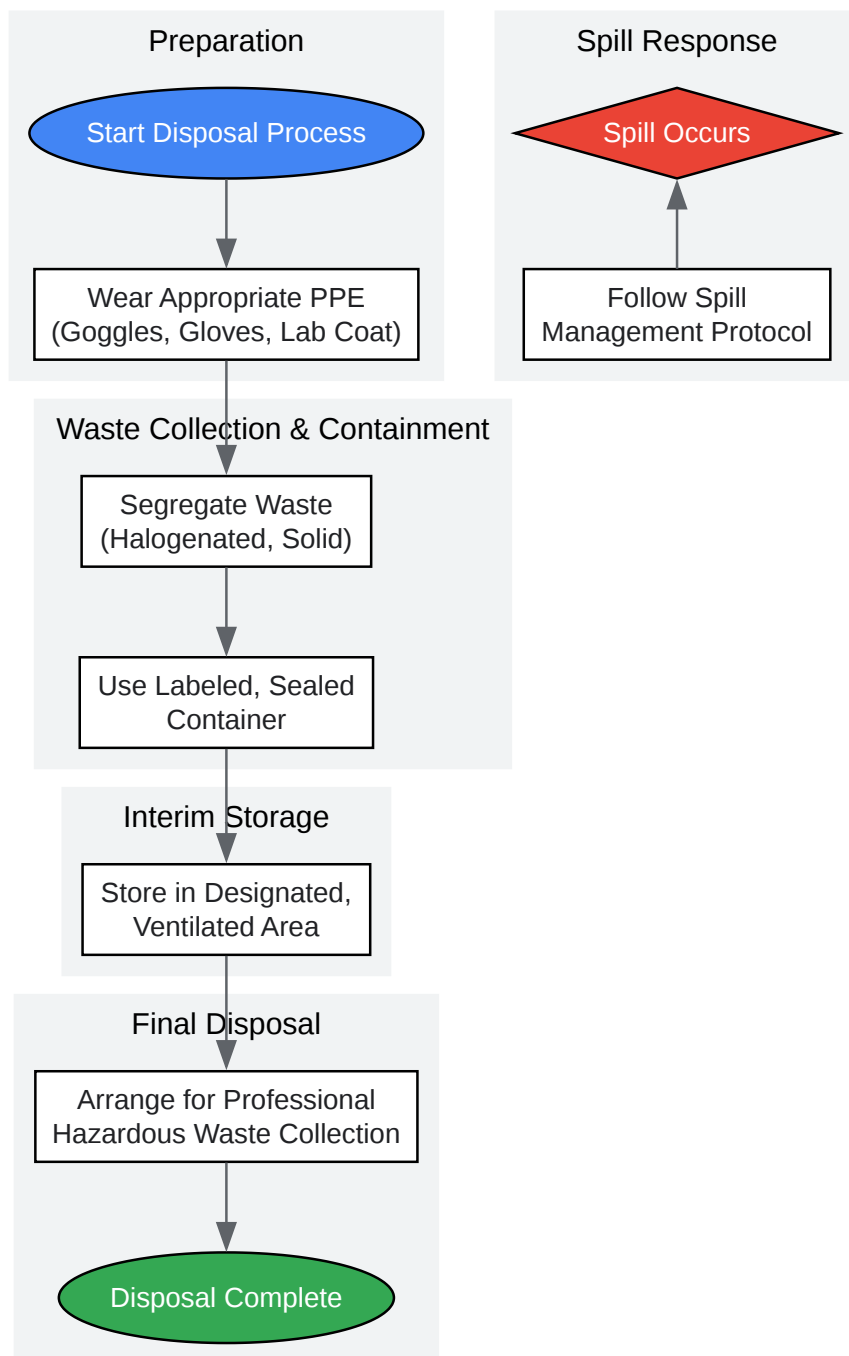 Preparation
Start Disposal Process
Wear Appropriate PPE
(Goggles, Gloves, Lab Coat)
Spill Response
Spill Occurs
Follow Spill
Management Protocol
Waste Collection & Containment
Segregate Waste
(Halogenated, Solid)
Use Labeled, Sealed
Container
Interim Storage
Store in Designated,
Ventilated Area
Final Disposal
Arrange for Professional
Hazardous Waste Collection
Disposal Complete